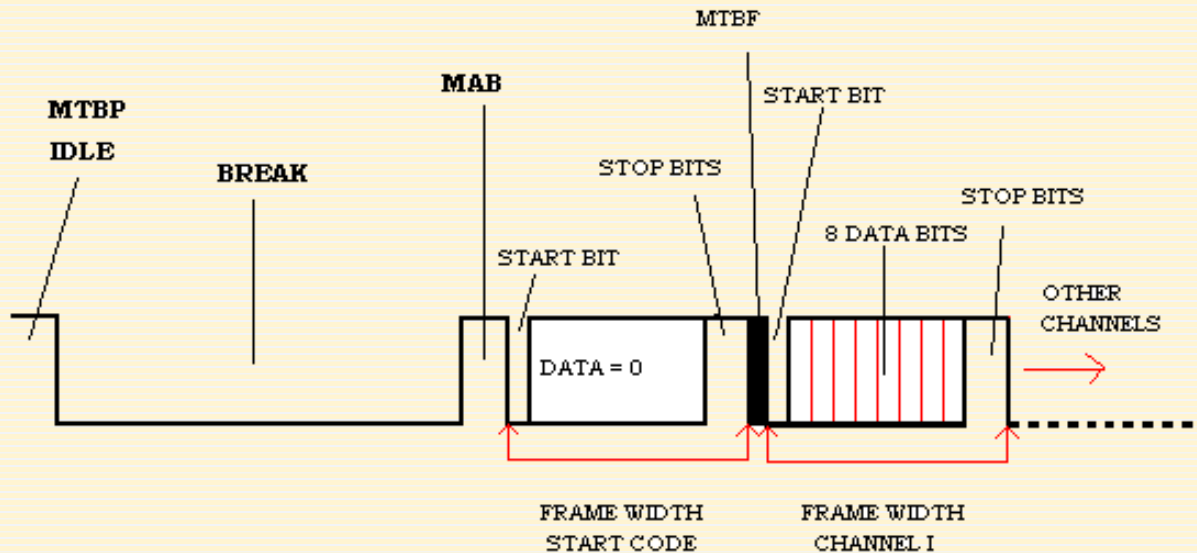 MTBF
MAB
START BIT
MTBP
IDLE
BREAK
STOP BITS
STOP BITS
8 DATA BITS
START BIT
OTHER
CHANNELS
DATA = 0
FRAME WIDTH
START CODE
FRAME WIDTH
CHANNEL I